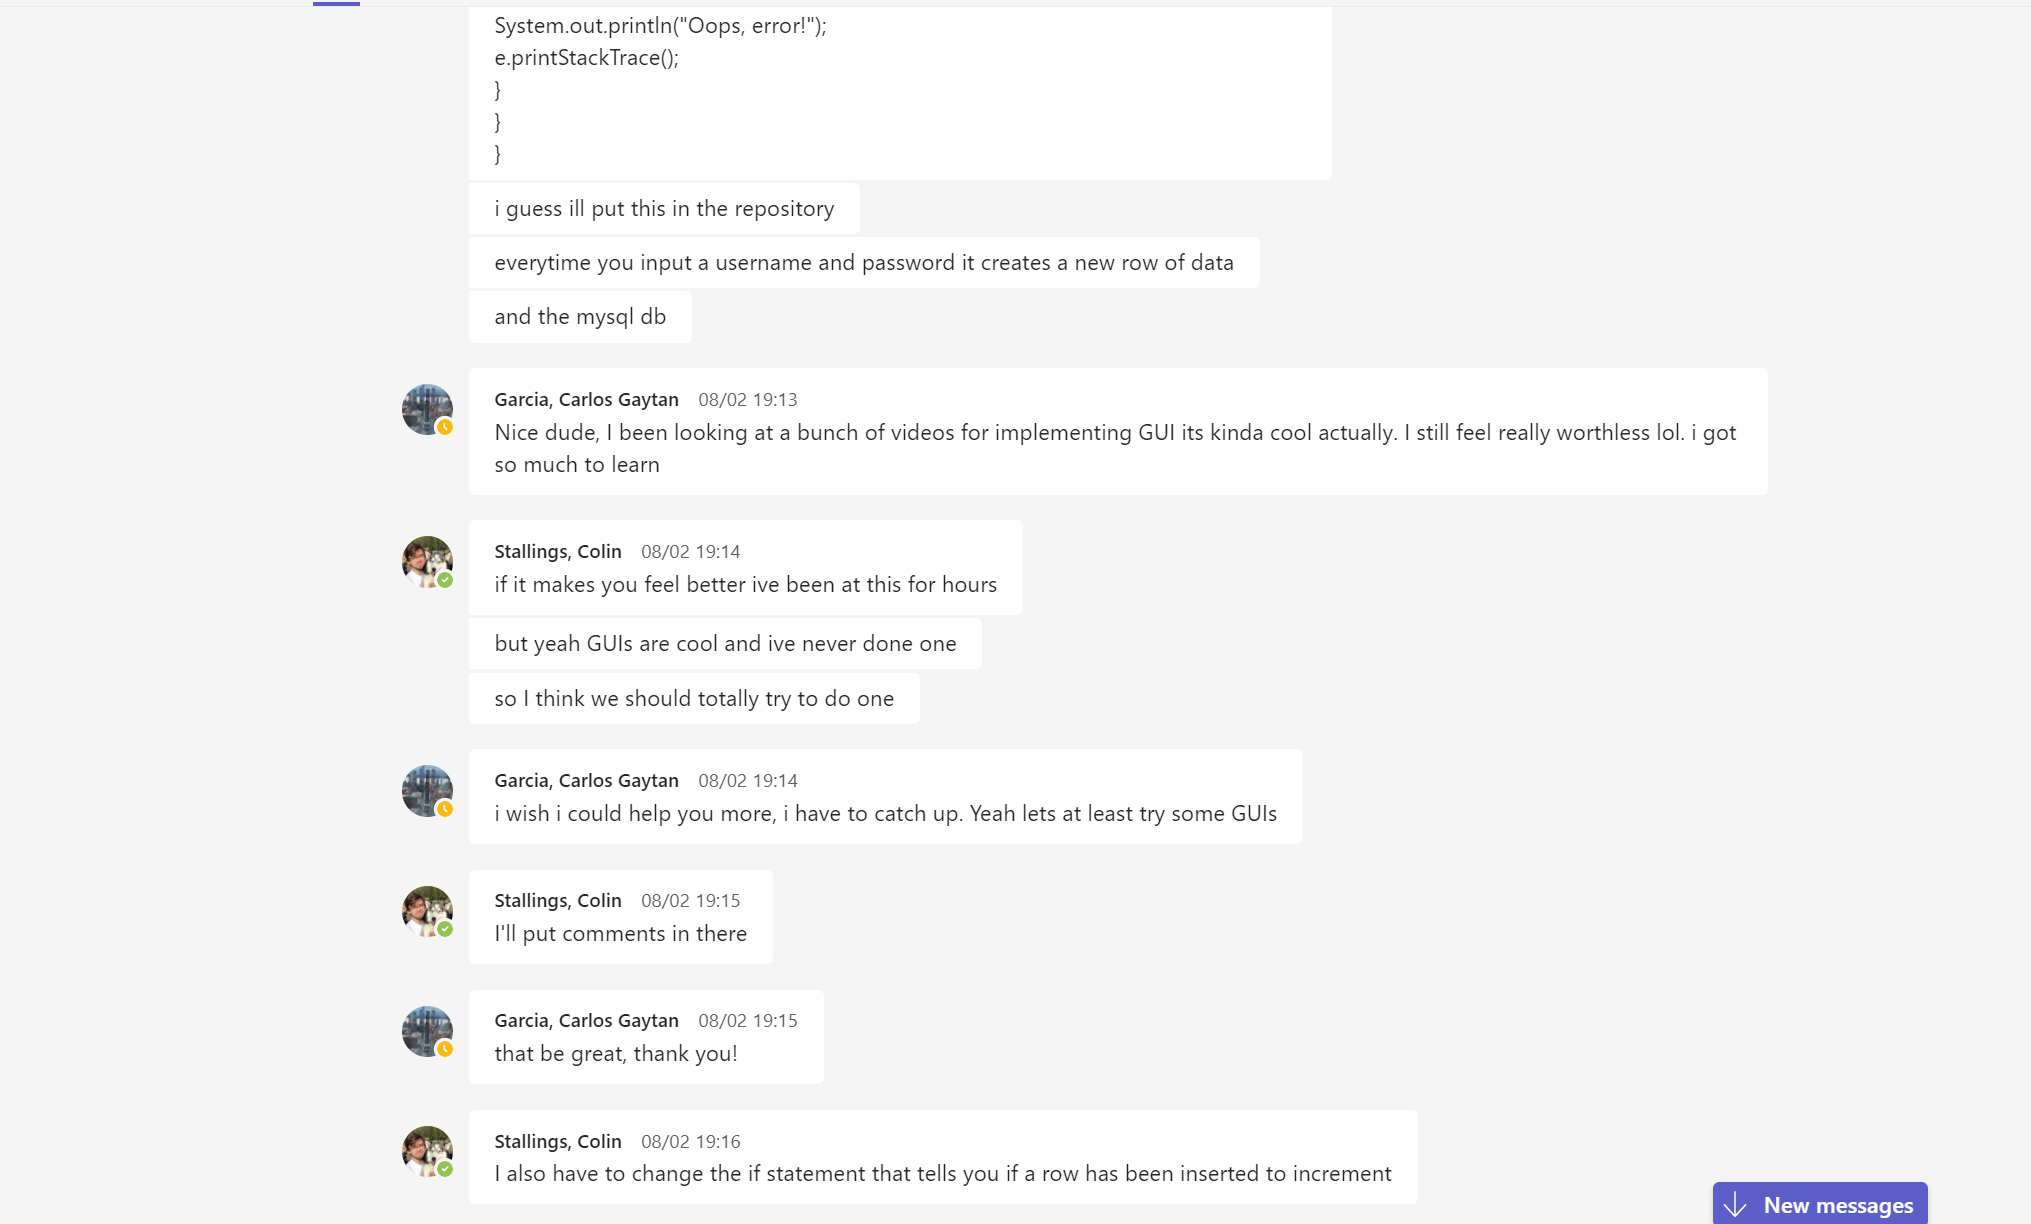 System.out.println("Oops, error!");
e.printStackTrace();
}
}
}
i guess ill put this in the repository
everytime you input a username and password it creates a new row of data
and the mysql db
Garcia, Carlos Gaytan 08/02 19:13
Nice dude, I been looking at a bunch of videos for implementing GUI its kinda cool actually. I still feel really worthless lol. i got
so much to learn
Stallings, Colin 08/02 19:14
if it makes you feel better ive been at this for hours
but yeah GUIs are cool and ive never done one
so I think we should totally try to do one
Garcia, Carlos Gaytan 08/02 19:14
i wish i could help you more, i have to catch up. Yeah lets at least try some GUIs
Stallings, Colin 08/02 19:15
I'll put comments in there
Garcia, Carlos Gaytan 08/02 19:15
that be great, thank you!
Stallings, Colin 08/02 19:16
I also have to change the if statement that tells you if a row has been inserted to increment
New messages